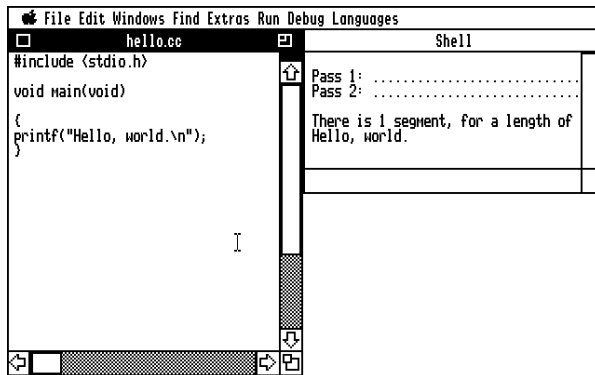 File Edit Windows Find Extras Run Debug Languages
hello.cc
#include <stdio.h>
void main(void)
{
printf("Hello, world.\n");
}
Shell
Pass 1: ............................
Pass 2: ............................
There is 1 segment, for a length of
Hello, world.